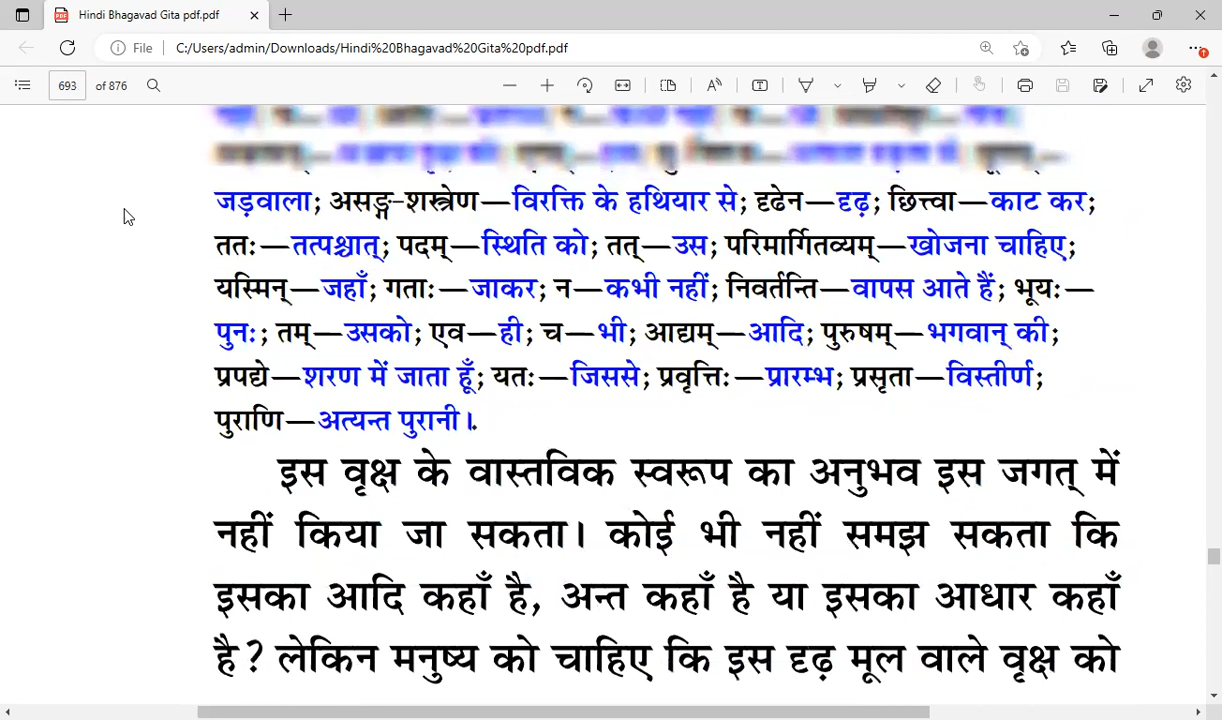 Hindi Bhagavad Gita pdf.pdf
File C:/Users/admin/Downloads/Hindi%20Bhagavad%20Gita%20pdf.pdf
693 of 876
जड़वाला; असङ्ग-शस्त्रेण—विरक्ति के हथियार से; दृढेन—दृढ़; छित्त्वा—काट कर;
ततः—तत्पश्चात्; पदम्—स्थिति को; तत्—उस; परिमार्गितव्यम्—खोजना चाहिए;
यस्मिन्—जहाँ; गताः—जाकर; न—कभी नहीं; निवर्तन्ति—वापस आते हैं; भूयः—
पुनः; तम्—उसको; एव—ही; च—भी; आद्यम्—आदि; पुरुषम्—भगवान् की;
प्रपद्ये—शरण में जाता हूँ; यतः—जिससे; प्रवृत्तिः—प्रारम्भ; प्रसृता—विस्तीर्ण;
पुराणि—अत्यन्त पुरानी।.
इस वृक्ष के वास्तविक स्वरूप का अनुभव इस जगत् में
नहीं किया जा सकता। कोई भी नहीं समझ सकता कि
इसका आदि कहाँ है, अन्त कहाँ है या इसका आधार कहाँ
है? लेकिन मनुष्य को चाहिए कि इस दृढ़ मूल वाले वृक्ष को